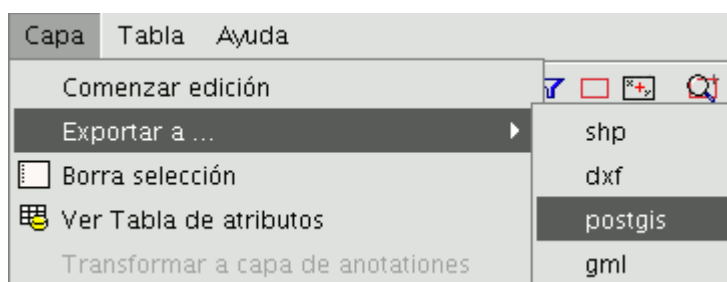 Capa Tabla Ayuda
Comenzar edición
Exportar a ...
shp
Borra selección
dxf
Ver Tabla de atributos
postgis
Transformar a capa de anotationes
gml